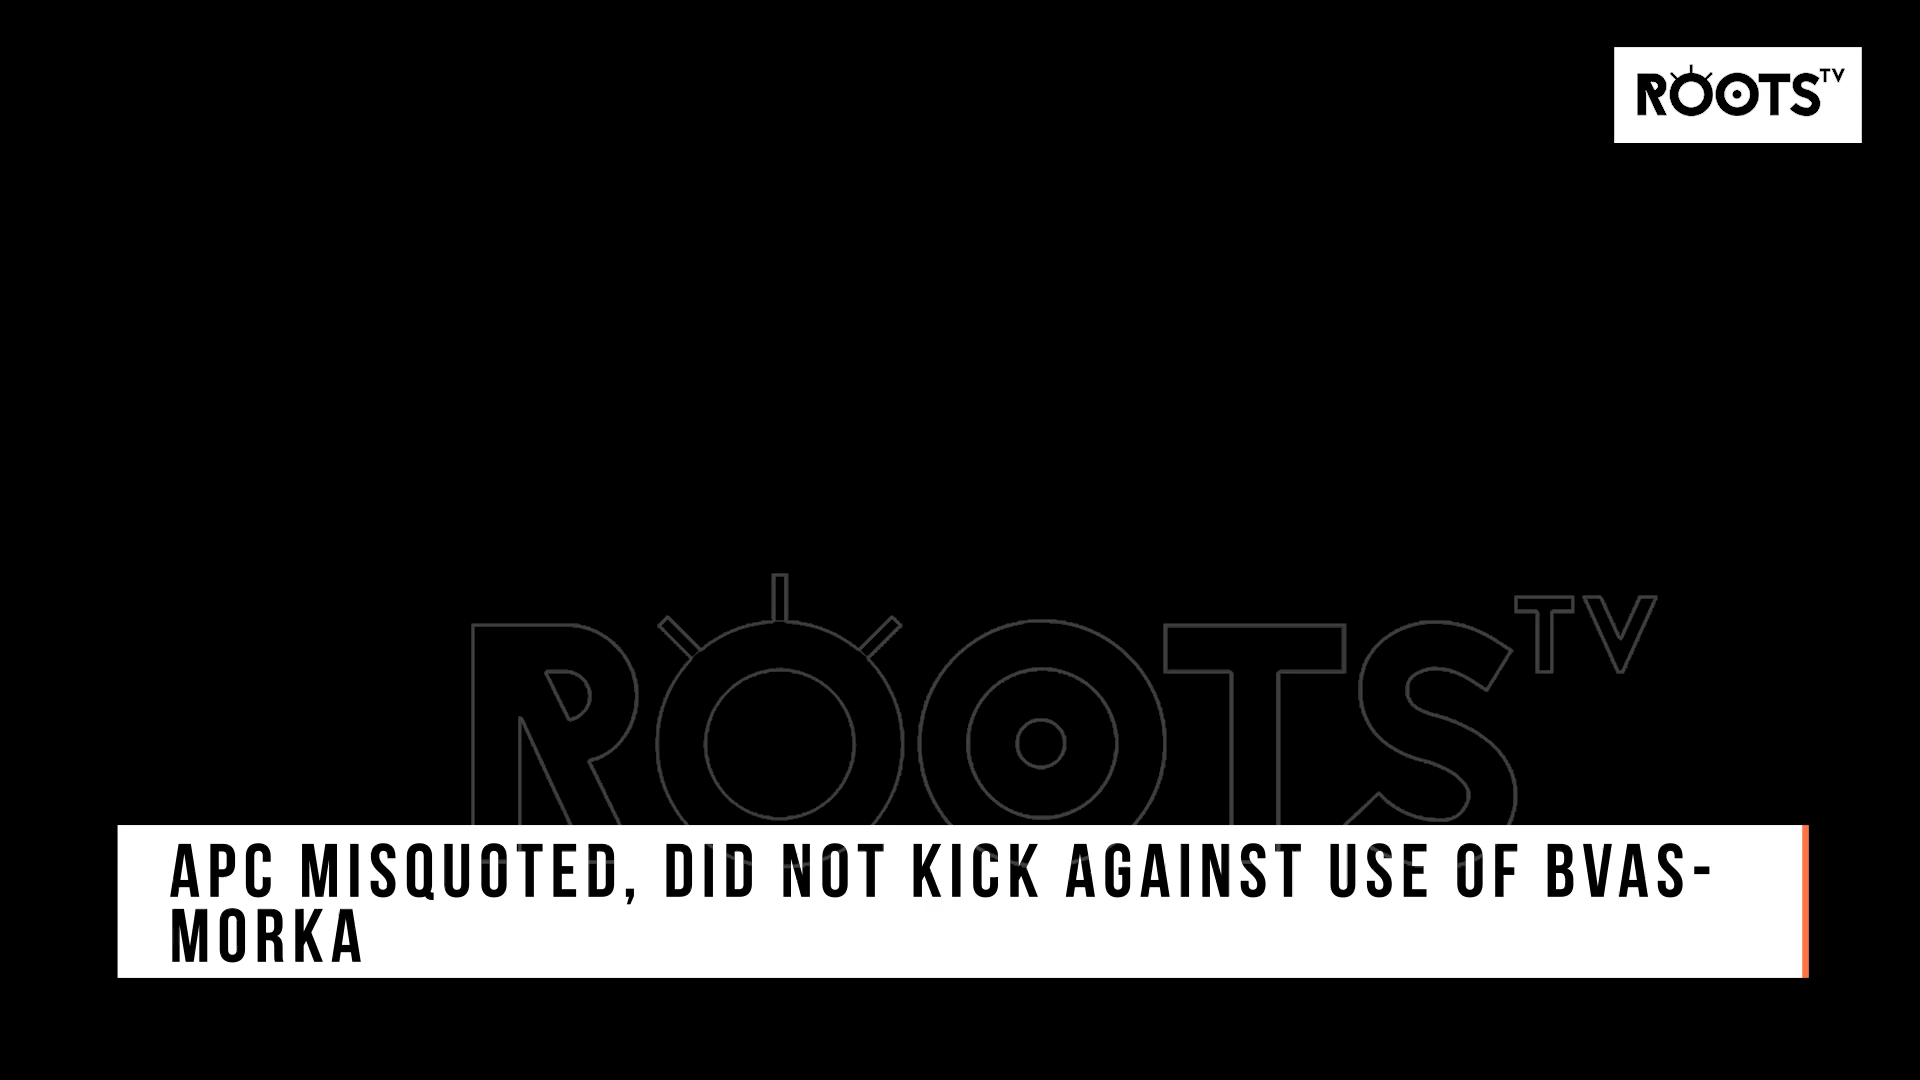 ROOTS TV
ROOTS TV
APC MISQUOTED, DID NOT KICK AGAINST USE OF BVAS-
MORKA